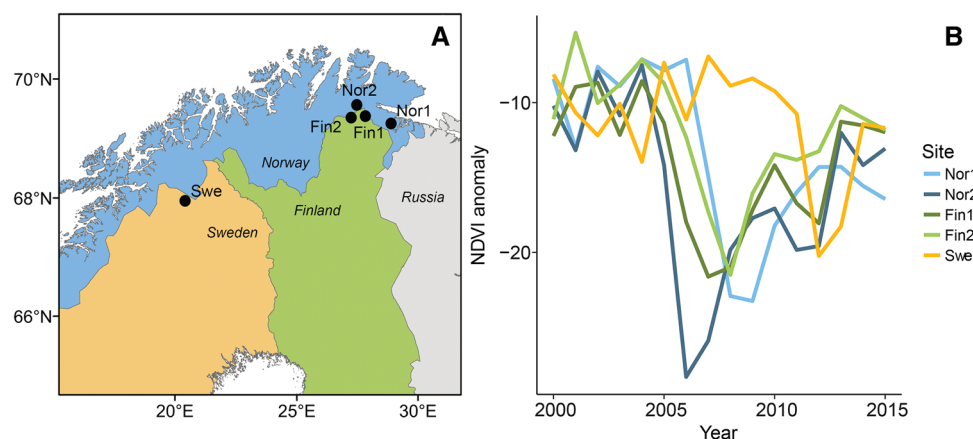 A
70°N
68°N
66°N
20°E
25°E
30°E
Nor2
Nor1
Fin2
Fin1
Swe
Norway
Finland
Sweden
Russia
B
NDVI anomaly
−10
−20
2000
2005
2010
2015
Year
Site
Nor1
Nor2
Fin1
Fin2
Swe